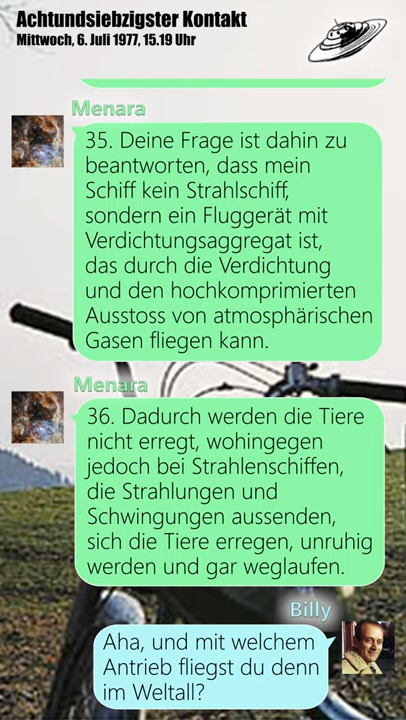 Achtundsiebzigster Kontakt
Mittwoch, 6. Juli 1977, 15.19 Uhr
Menara
35. Deine Frage ist dahin zu
beantworten, dass mein
Schiff kein Strahlschiff,
sondern ein Fluggerät mit
Verdichtungsaggregat ist,
das durch die Verdichtung
und den hochkomprimierten
Ausstoss von atmosphärischen
Gasen fliegen kann.
Menara
36. Dadurch werden die Tiere
nicht erregt, wohingegen
jedoch bei Strahlenschiffen,
die Strahlungen und
Schwingungen aussenden,
sich die Tiere erregen, unruhig
werden und gar weglaufen.
Billy
Aha, und mit welchem
Antrieb fliegst du denn
im Weltall?